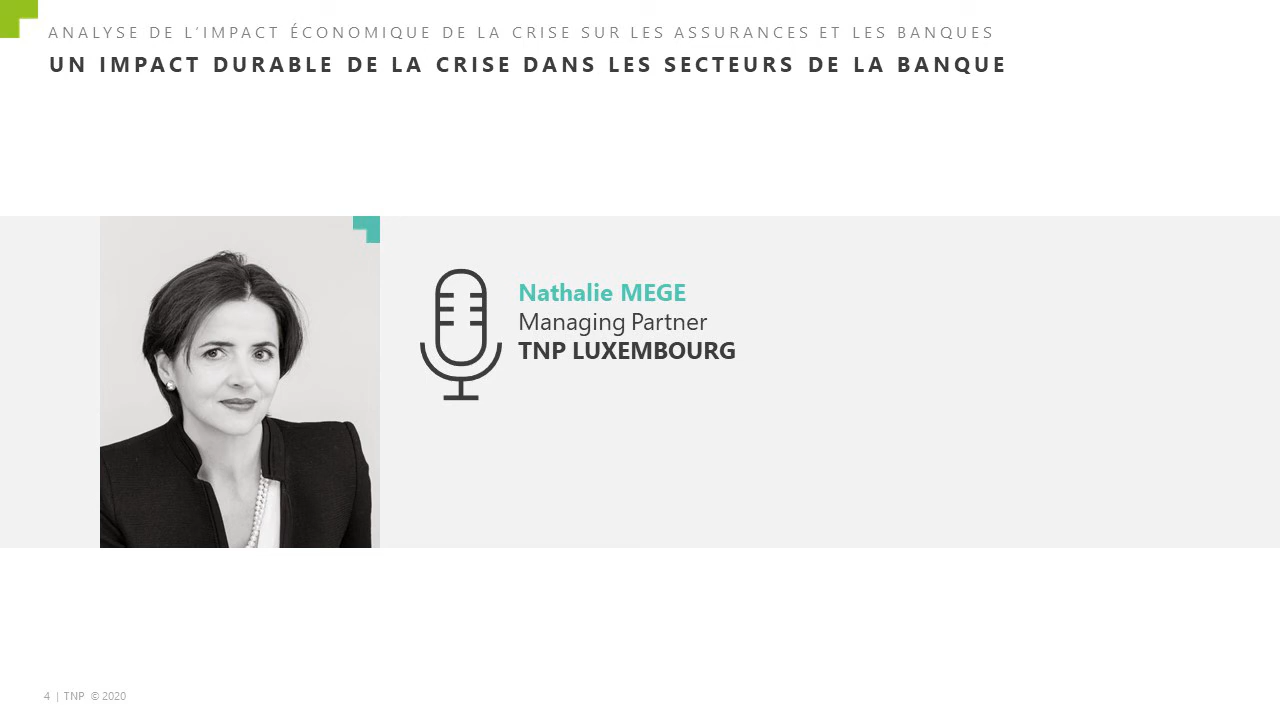 ANALYSE DE L’IMPACT ÉCONOMIQUE DE LA CRISE SUR LES ASSURANCES ET LES BANQUES
UN IMPACT DURABLE DE LA CRISE DANS LES SECTEURS DE LA BANQUE
Nathalie MEGE
Managing Partner
TNP LUXEMBOURG
4 | TNP © 2020